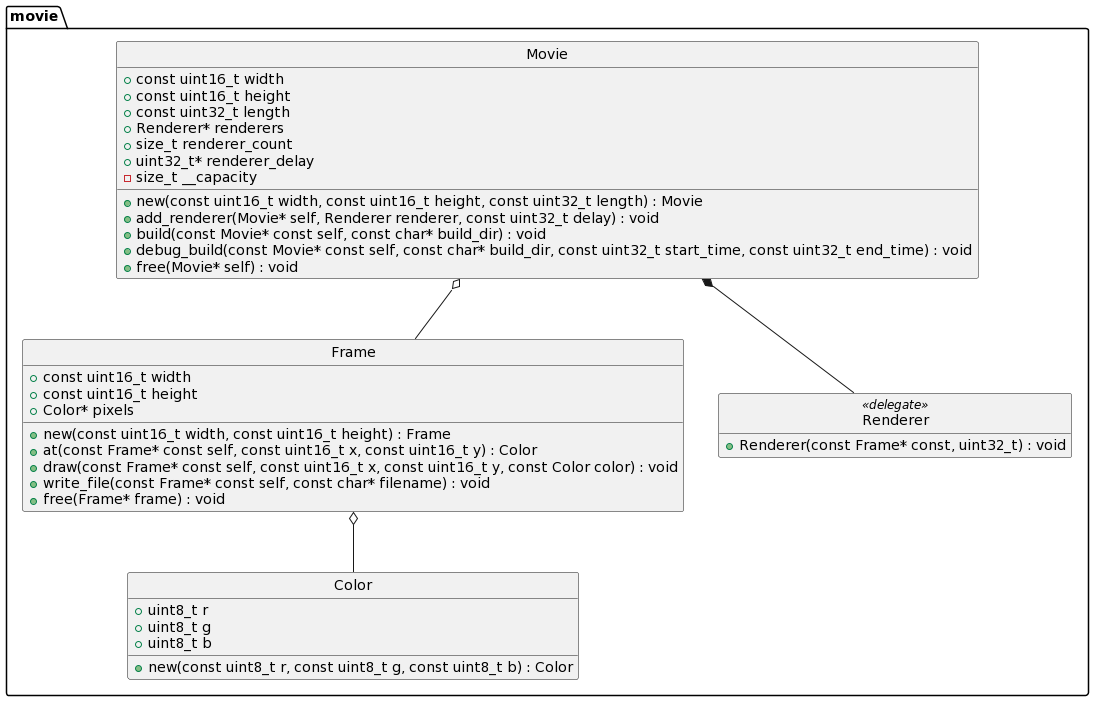 movie
Movie
const uint16_t width
const uint16_t height
const uint32_t length
Renderer* renderers
size_t renderer_count
uint32_t* renderer_delay
size_t __capacity
new(const uint16_t width, const uint16_t height, const uint32_t length) : Movie
add_renderer(Movie* self, Renderer renderer, const uint32_t delay) : void
build(const Movie* const self, const char* build_dir) : void
debug_build(const Movie* const self, const char* build_dir, const uint32_t start_time, const uint32_t end_time) : void
free(Movie* self) : void
Frame
const uint16_t width
const uint16_t height
Color* pixels
new(const uint16_t width, const uint16_t height) : Frame
at(const Frame* const self, const uint16_t x, const uint16_t y) : Color
draw(const Frame* const self, const uint16_t x, const uint16_t y, const Color color) : void
write_file(const Frame* const self, const char* filename) : void
free(Frame* frame) : void
«delegate»
Renderer
Renderer(const Frame* const, uint32_t) : void
Color
uint8_t r
uint8_t g
uint8_t b
new(const uint8_t r, const uint8_t g, const uint8_t b) : Color